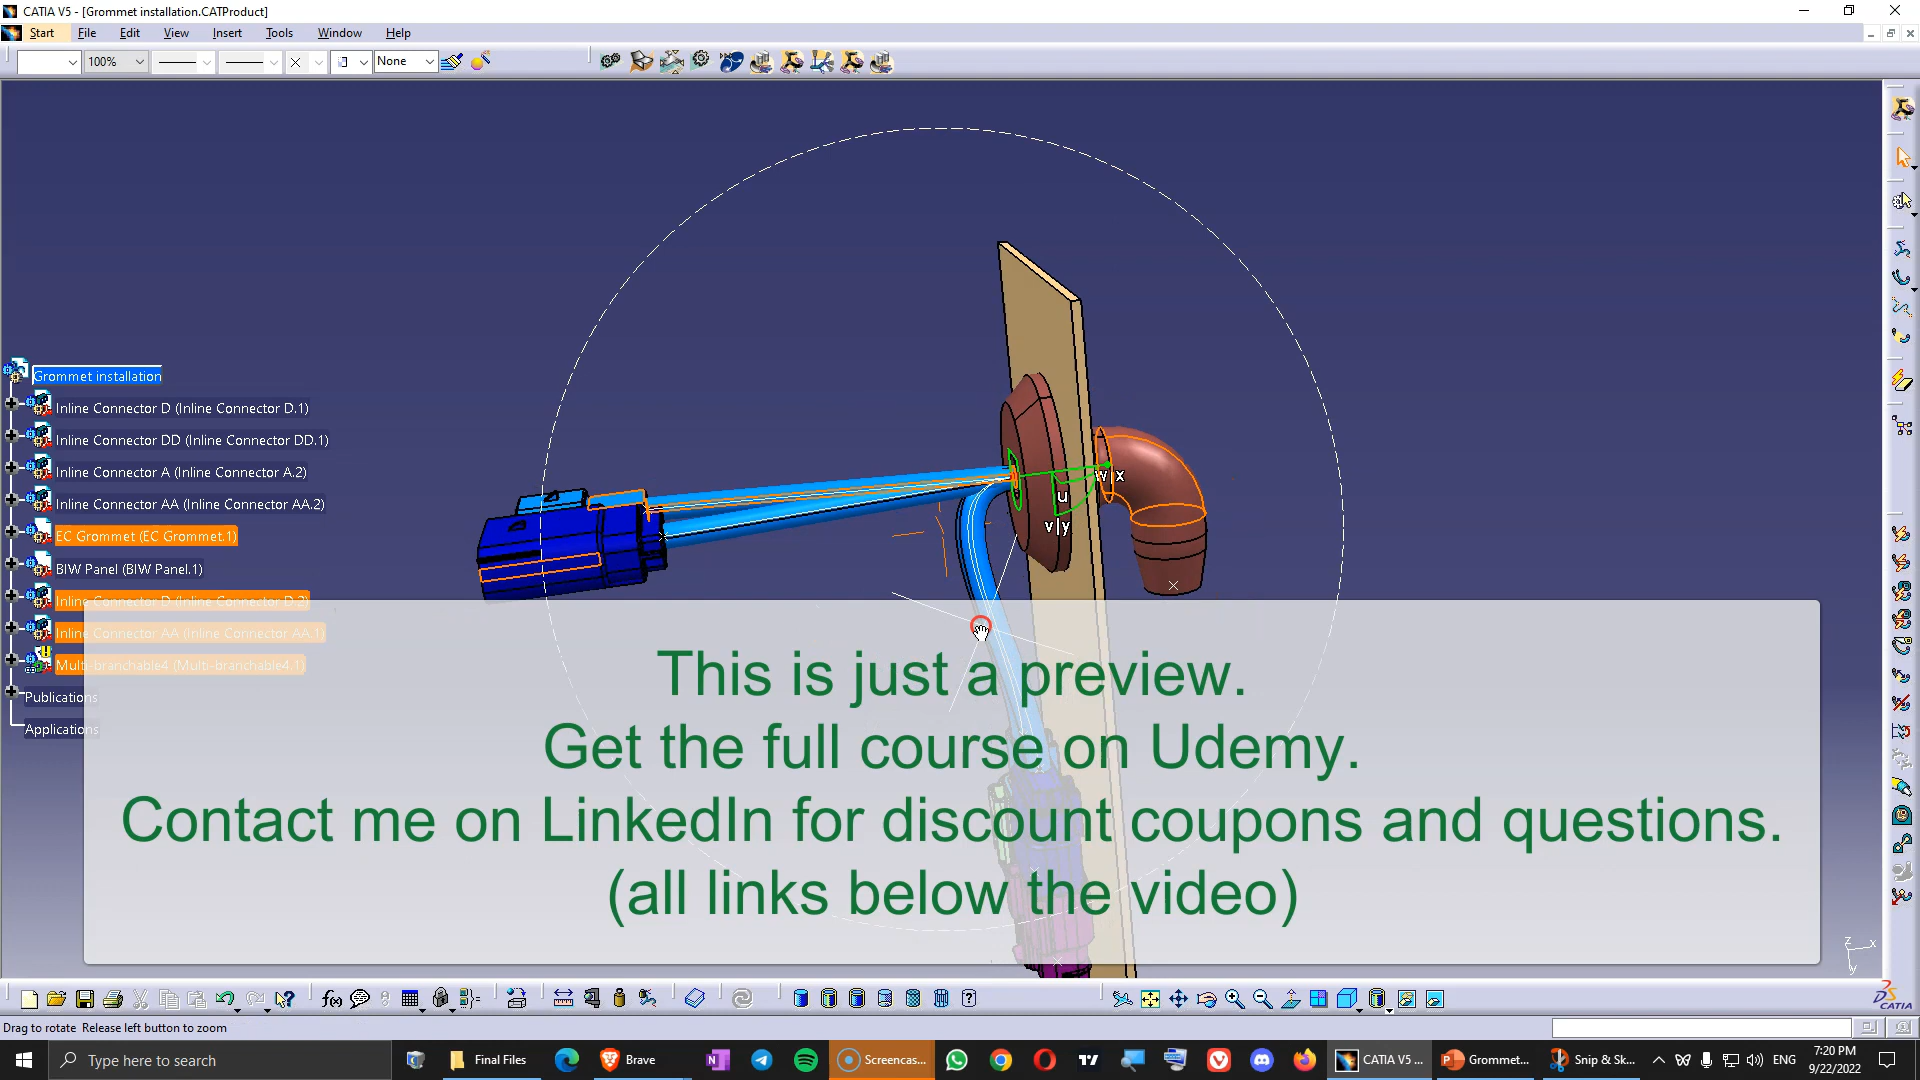 CATIA V5 - [Grommet installation.CATProduct]
Start File Edit View Insert Tools Window Help
100% None
Grommet installation
Inline Connector D (Inline Connector D.1)
Inline Connector DD (Inline Connector DD.1)
Inline Connector A (Inline Connector A.2)
Inline Connector AA (Inline Connector AA.2)
EC Grommet (EC Grommet.1)
BIW Panel (BIW Panel.1)
Inline Connector D (Inline Connector D.2)
Inline Connector AA (Inline Connector AA.1)
Multi-branchable4 (Multi-branchable4.1)
Publications
Applications
w|x
u
v|y
This is just a preview.
Get the full course on Udemy.
Contact me on LinkedIn for discount coupons and questions.
(all links below the video)
z x
y
f(x)
CATIA
Drag to rotate Release left button to zoom
Type here to search
Final Files
Brave
Screencas...
CATIA V5 ...
Grommet...
Snip & Sk...
ENG
7:20 PM
9/22/2022